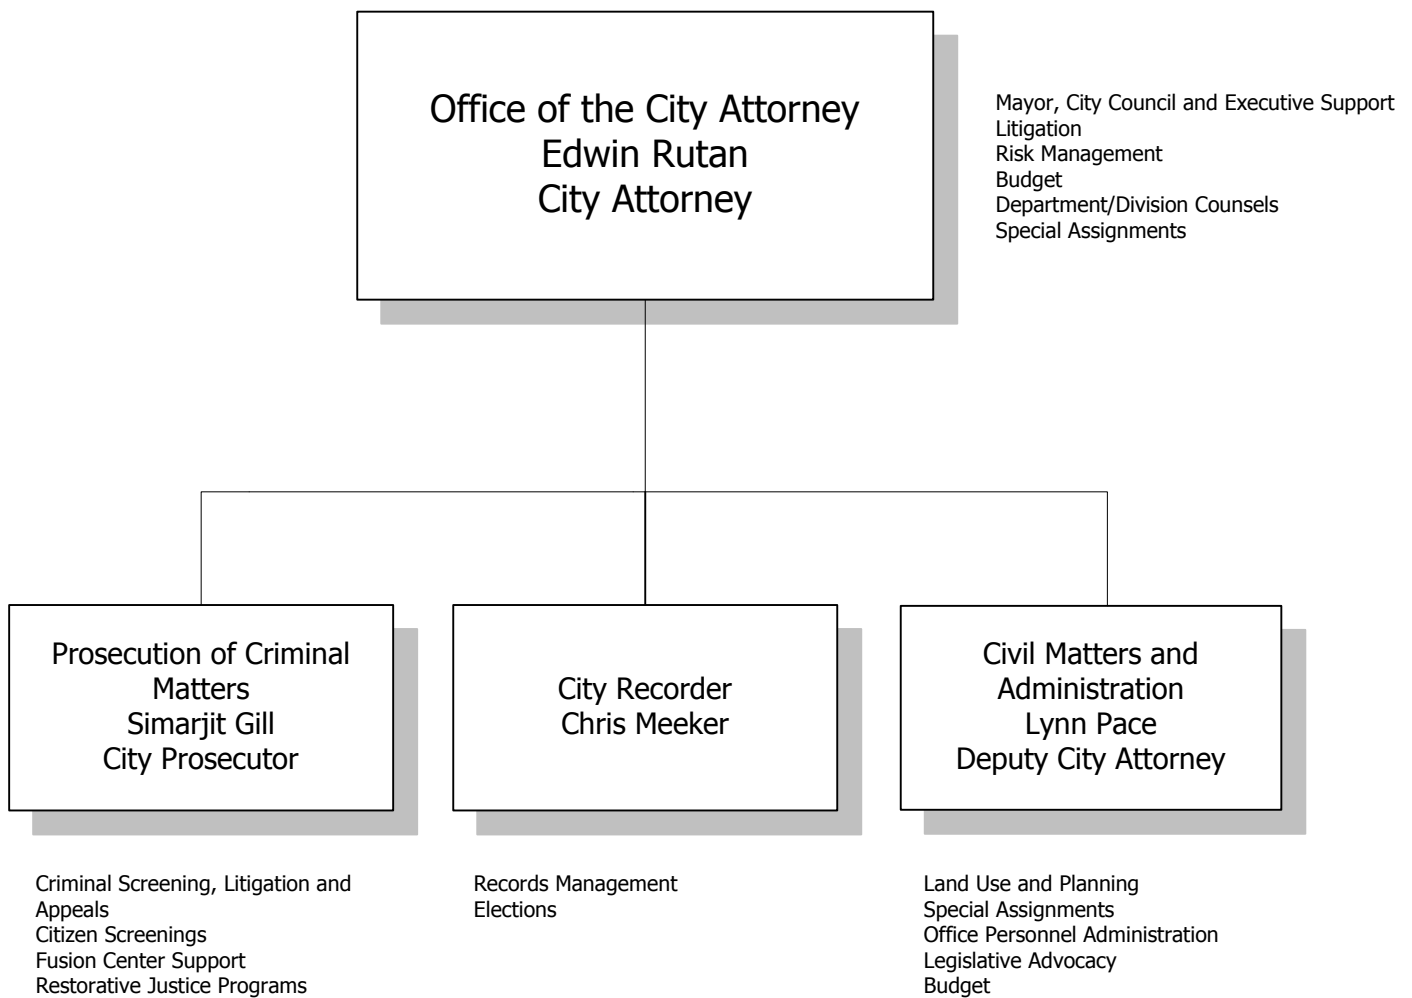 Office of the City Attorney
Edwin Rutan
City Attorney
Mayor, City Council and Executive Support
Litigation
Risk Management
Budget
Department/Division Counsels
Special Assignments
Prosecution of Criminal
Matters
Simarjit Gill
City Prosecutor
City Recorder
Chris Meeker
Civil Matters and
Administration
Lynn Pace
Deputy City Attorney
Criminal Screening, Litigation and
Appeals
Citizen Screenings
Fusion Center Support
Restorative Justice Programs
Records Management
Elections
Land Use and Planning
Special Assignments
Office Personnel Administration
Legislative Advocacy
Budget